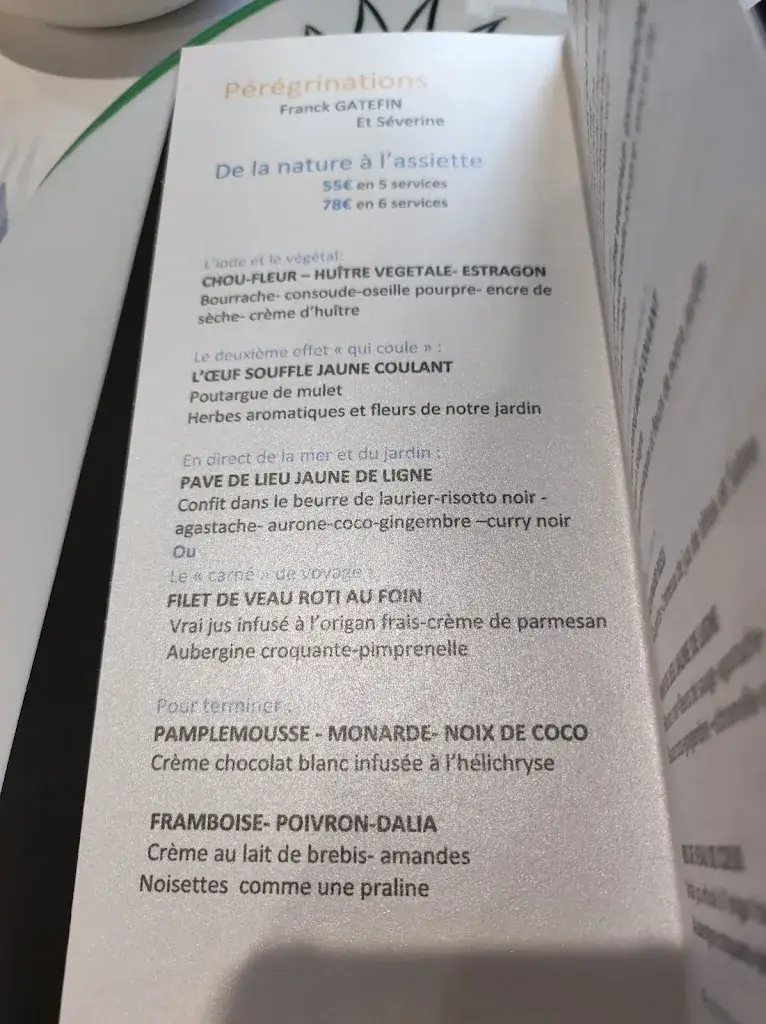 Pérégrinations
Franck GATEFIN
Et Séverine
De la nature à l'assiette
55€ en 5 services
78€ en 6 services
L'iode et le végétal:
CHOU-FLEUR – HUÎTRE VEGETALE- ESTRAGON
Bourrache- consoude-oseille pourpre- encre de
sèche- crème d'huître
Le deuxième effet « qui coule » :
L'ŒUF SOUFFLE JAUNE COULANT
Poutargue de mulet
Herbes aromatiques et fleurs de notre jardin
En direct de la mer et du jardin :
PAVE DE LIEU JAUNE DE LIGNE
Confit dans le beurre de laurier-risotto noir -
agastache- aurone-coco-gingembre –curry noir
Ou
Le « carné » de voyage :
FILET DE VEAU ROTI AU FOIN
Vrai jus infusé à l'origan frais-crème de parmesan
Aubergine croquante-pimprenelle
Pour terminer :
PAMPLEMOUSSE - MONARDE- NOIX DE COCO
Crème chocolat blanc infusée à l'hélichryse
FRAMBOISE- POIVRON-DALIA
Crème au lait de brebis- amandes
Noisettes comme une praline